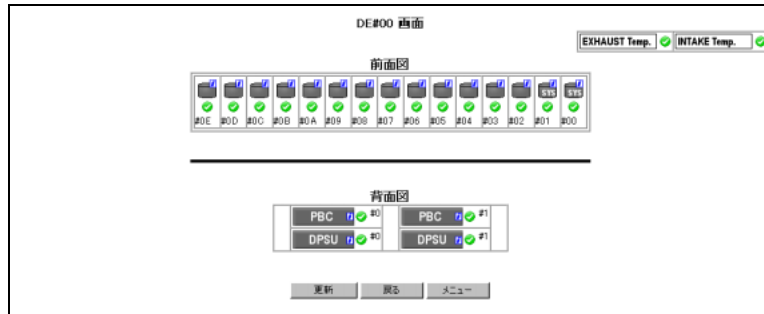 DE#00 画面
EXHAUST Temp. INTAKE Temp.
前面図
SYS SYS
#0E #0D #0C #0B #0A #09 #08 #07 #06 #05 #04 #03 #02 #01 #00
背面図
PBC #0 PBC #1
DPSU #0 DPSU #1
更新 戻る メニュー